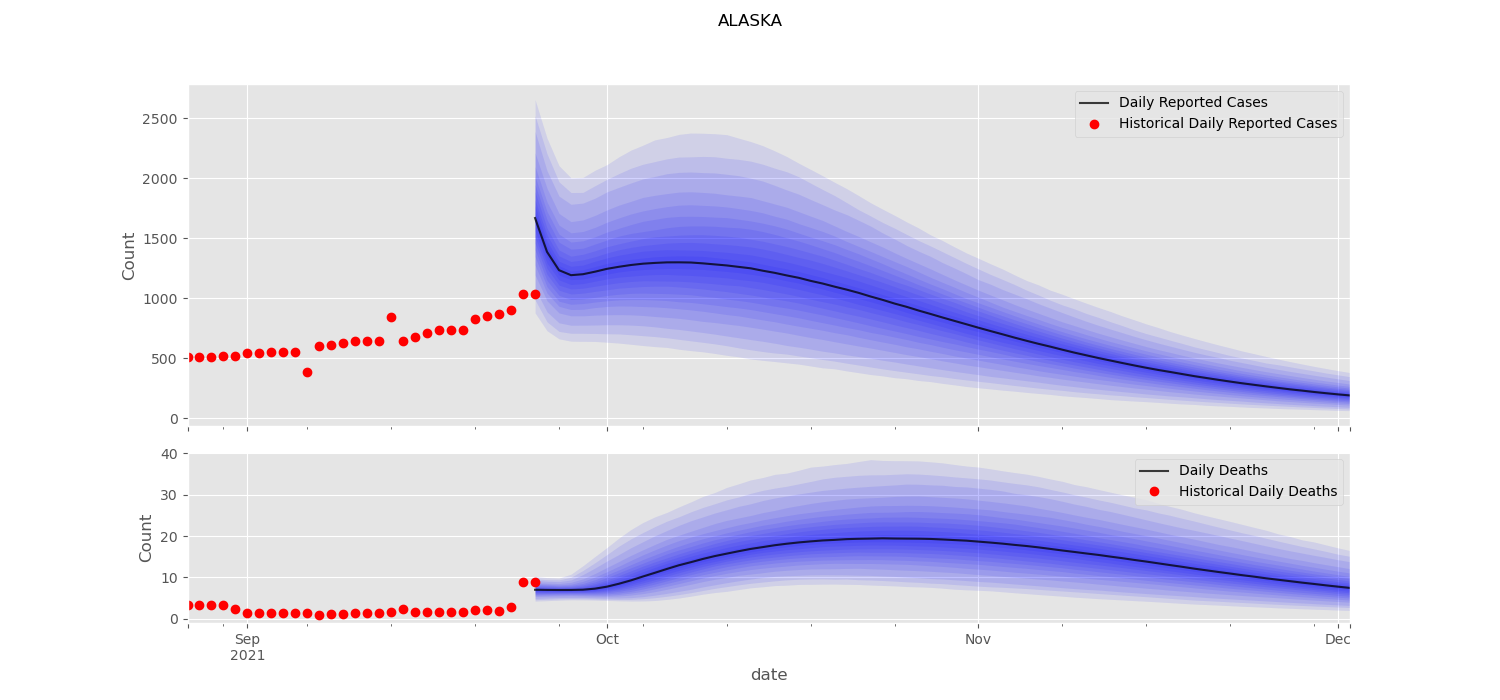 ALASKA
Daily Reported Cases
Historical Daily Reported Cases
Count
2500
2000
1500
1000
500
0
Daily Deaths
Historical Daily Deaths
Count
40
30
20
10
0
Sep
2021
Oct
Nov
Dec
date